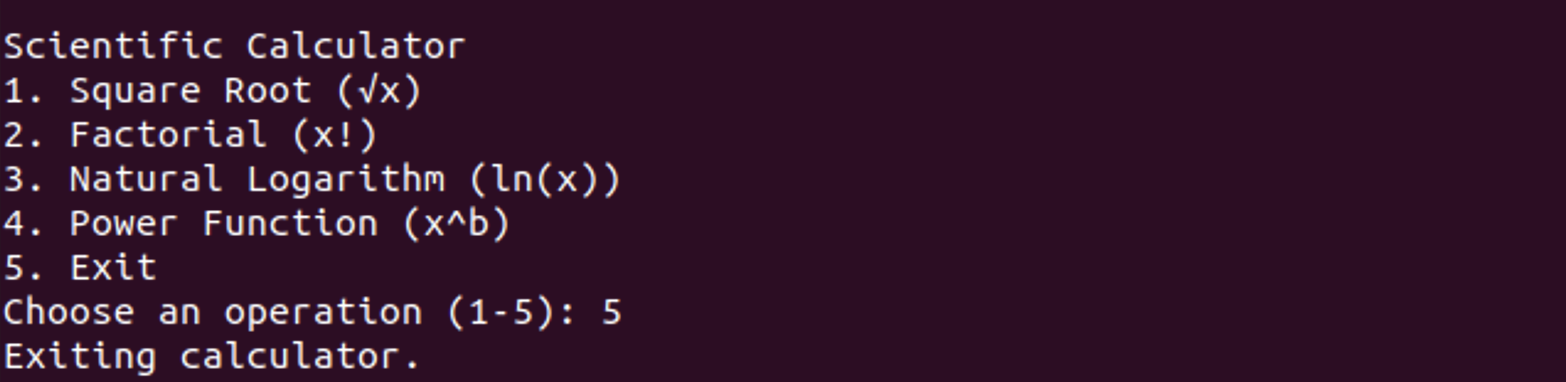 Scientific Calculator
1. Square Root (√x)
2. Factorial (x!)
3. Natural Logarithm (ln(x))
4. Power Function (x^b)
5. Exit
Choose an operation (1-5): 5
Exiting calculator.